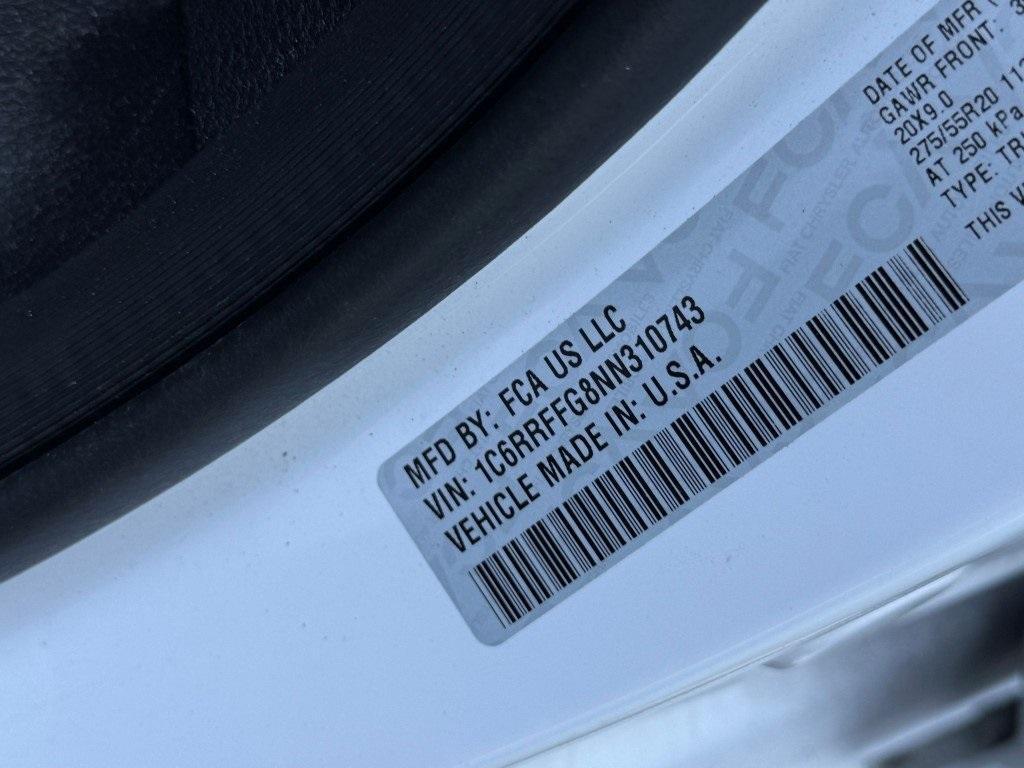 MFD BY: FCA US LLC
VIN: 1C6RRFFG8NN310743
VEHICLE MADE IN: U.S.A.
DATE OF MFR
GAWR FRONT:
20X9.0
275/55R20
AT 250 kPa
TYPE:
THIS